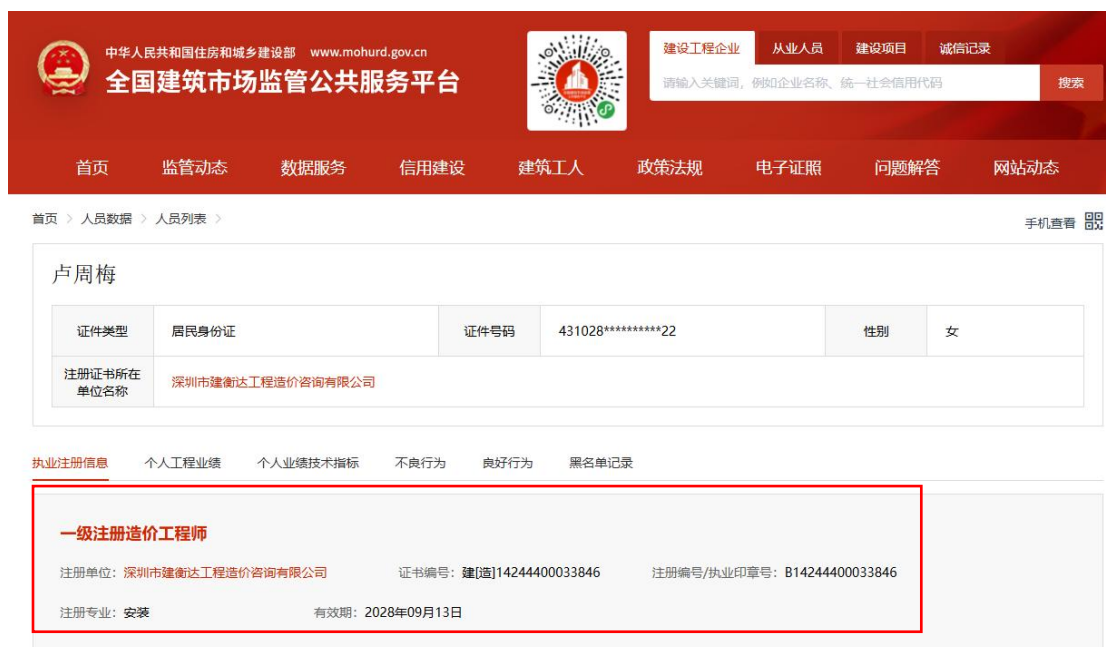 中华人民共和国住房和城乡建设部 www.mohurd.gov.cn
全国建筑市场监管公共服务平台
建设工程企业 从业人员 建设项目 诚信记录
请输入关键词，例如企业名称、统一社会信用代码 搜索
首页 监管动态 数据服务 信用建设 建筑工人 政策法规 电子证照 问题解答 网站动态
首页 > 人员数据 > 人员列表 >
手机查看
卢周梅
证件类型 居民身份证 证件号码 431028**********22 性别 女
注册证书所在
单位名称
深圳市建衡达工程造价咨询有限公司
执业注册信息 个人工程业绩 个人业绩技术指标 不良行为 良好行为 黑名单记录
一级注册造价工程师
注册单位：深圳市建衡达工程造价咨询有限公司 证书编号：建[造]14244400033846 注册编号/执业印章号：B14244400033846
注册专业：安装 有效期：2028年09月13日